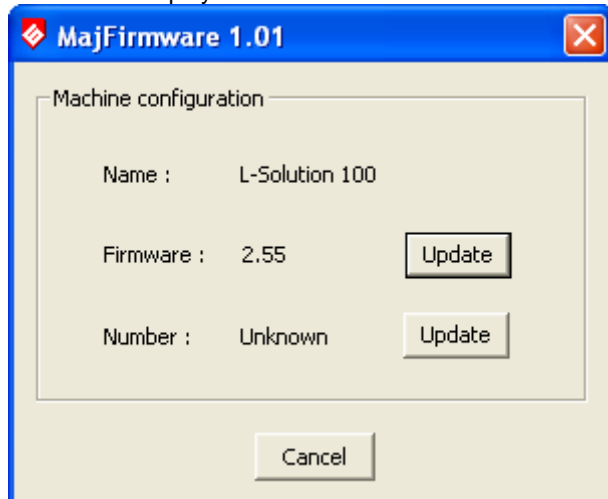 MajFirmware 1.01
Machine configuration
Name : L-Solution 100
Firmware : 2.55 Update
Number : Unknown Update
Cancel